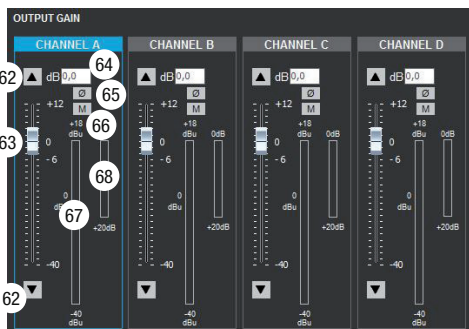 OUTPUT GAIN
CHANNEL A CHANNEL B CHANNEL C CHANNEL D
62 ▲ dB 0,0 64 ▲ dB 0,0 ▲ dB 0,0 ▲ dB 0,0
Ø 65 Ø Ø Ø
+12 M +12 M +12 M +12 M
66
+18 +18 +18 +18
dBu 0dB dBu 0dB dBu 0dB dBu
63 0 0 0 0
- 6 - 6 - 6 - 6
68
0 0 0 0
dBu dBu dBu dBu
67
+20dB +20dB +20dB +20dB
-40 -40 -40 -40
62 ▼ ▼ ▼ ▼
-40 -40 -40 -40
dBu dBu dBu dBu